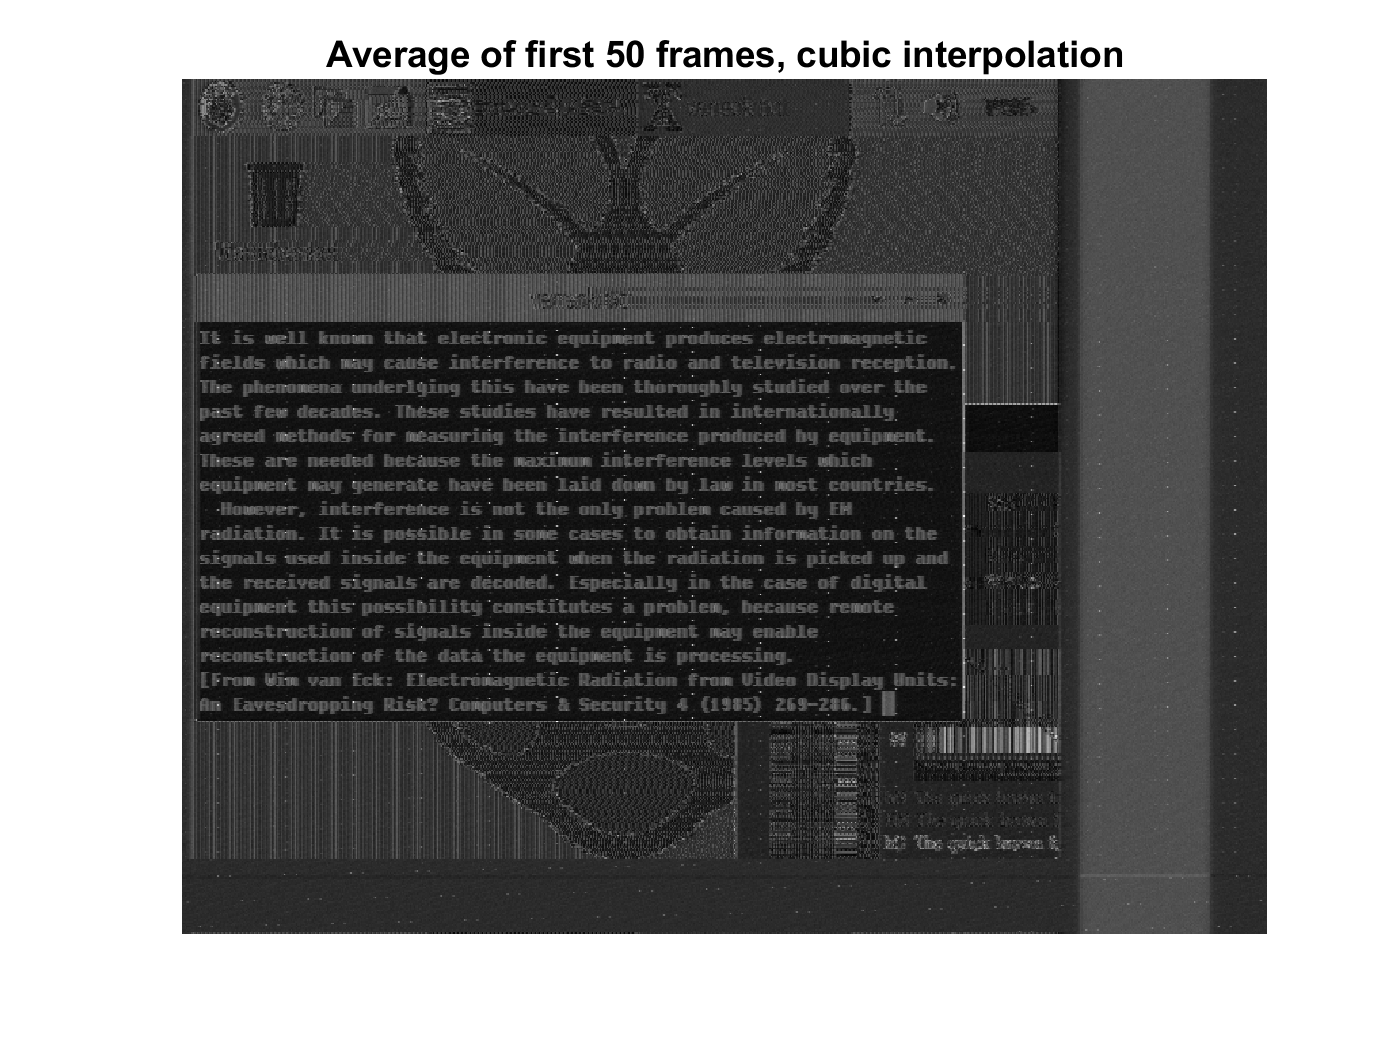 Average of first 50 frames, cubic interpolation
It is well known that electronic equipment produces electromagnetic
fields which may cause interference to radio and television reception.
The phenomena underlying this have been thoroughly studied over the
past few decades. These studies have resulted in internationally
agreed methods for measuring the interference produced by equipment.
These are needed because the maximum interference levels which
equipment may generate have been laid down by law in most countries.
However, interference is not the only problem caused by EM
radiation. It is possible in some cases to obtain information on the
signals used inside the equipment when the radiation is picked up and
the received signals are decoded. Especially in the case of digital
equipment this possibility constitutes a problem, because remote
reconstruction of signals inside the equipment may enable
reconstruction of the data the equipment is processing.
[From Wim van Eck: Electromagnetic Radiation from Video Display Units:
An Eavesdropping Risk? Computers & Security 4 (1985) 269-286.]
The quick brown
The quick brown
The quick brown